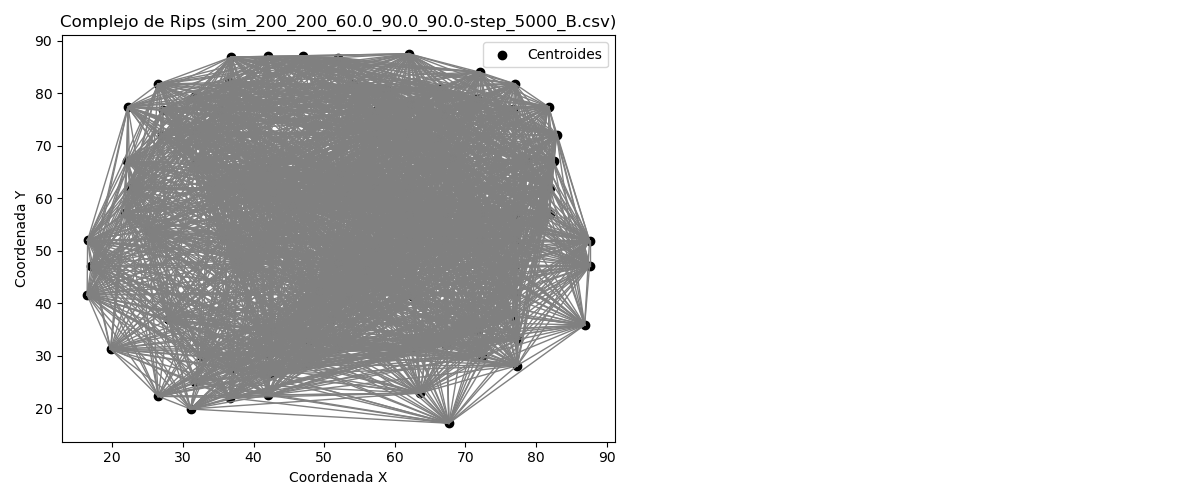 Complejo de Rips (sim_200_200_60.0_90.0_90.0-step_5000_B.csv)
90
80
70
60
50
40
30
20
Coordenada Y
Centroides
20 30 40 50 60 70 80 90
Coordenada X